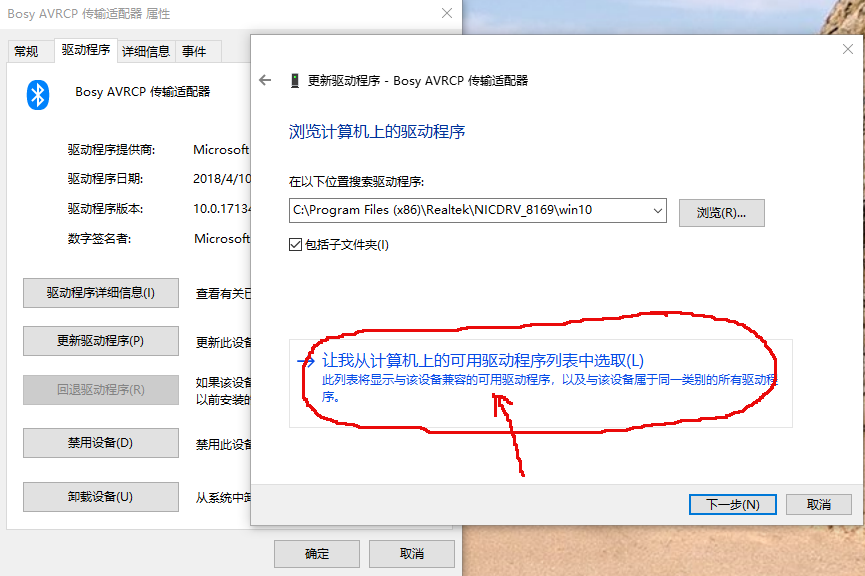 Bosy AVRCP 传输适配器 属性
常规 驱动程序 详细信息 事件
Bosy AVRCP 传输适配器
驱动程序提供商: Microsoft
驱动程序日期: 2018/4/10
驱动程序版本: 10.0.17134
数字签名者: Microsoft
驱动程序详细信息(I) 查看有关已
更新驱动程序(P) 更新此设备
回退驱动程序(R) 如果该设备
以前安装的
禁用设备(D) 禁用此设备
卸载设备(U) 从系统中卸
确定 取消
更新驱动程序 - Bosy AVRCP 传输适配器
浏览计算机上的驱动程序
在以下位置搜索驱动程序:
C:\Program Files (x86)\Realtek\NICDRV_8169\win10
浏览(R)...
包括子文件夹(I)
让我从计算机上的可用驱动程序列表中选取(L)
此列表将显示与该设备兼容的可用驱动程序，以及与该设备属于同一类别的所有驱动程
序。
下一步(N) 取消